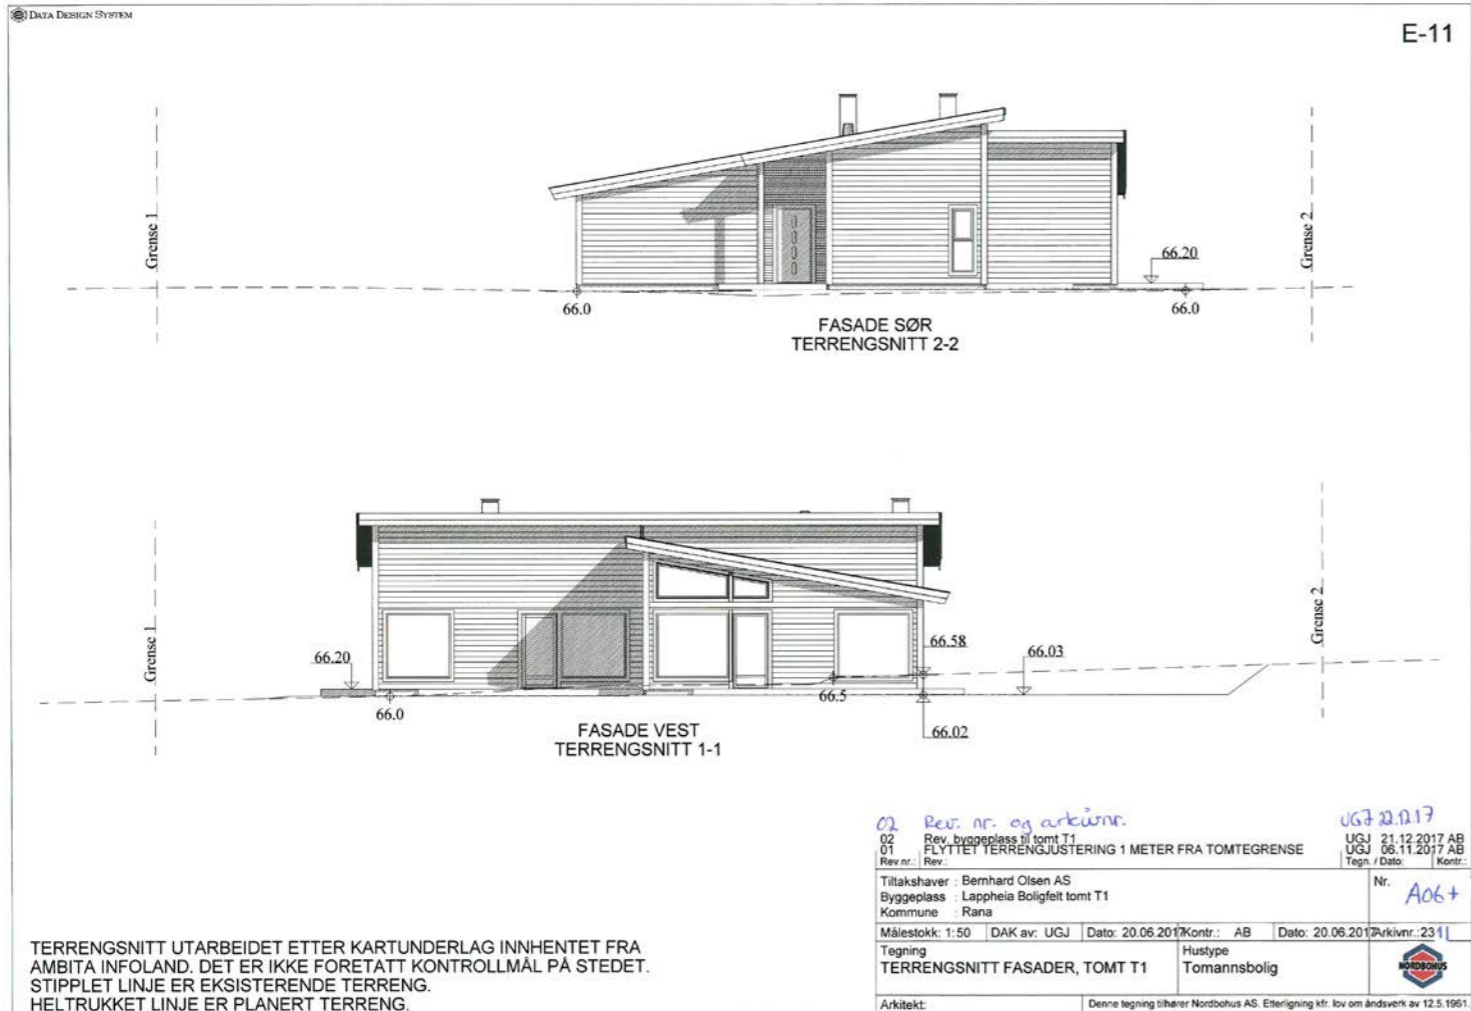 DATA DESIGN SYSTEM
E-11
Grense 1
Grense 2
66.20
66.0
66.0
FASADE SØR
TERRENGSNITT 2-2
Grense 1
Grense 2
66.20
66.58
66.03
66.0
66.5
66.02
FASADE VEST
TERRENGSNITT 1-1
02 Rev. nr. og arkivnr. UGJ 22.12.17
02 Rev. byggeplass til tomt T1 UGJ 21.12.2017 AB
01 FLYTTET TERRENGJUSTERING 1 METER FRA TOMTEGRENSE UGJ 06.11.2017 AB
Rev.nr.: Rev.: Tegn. / Dato: Kontr.:
Tiltakshaver : Bernhard Olsen AS Nr.
Byggeplass : Lappheia Boligfelt tomt T1 A06+
Kommune : Rana
Målestokk: 1:50 DAK av: UGJ Dato: 20.06.2017 Kontr.: AB Dato: 20.06.2017 Arkivnr.:2311
Tegning Hustype
TERRENGSNITT FASADER, TOMT T1 Tomannsbolig NORDBOHUS
Arkitekt: Denne tegning tilhører Nordbohus AS. Etterligning kfr. lov om åndsverk av 12.5.1961.
TERRENGSNITT UTARBEIDET ETTER KARTUNDERLAG INNHENTET FRA
AMBITA INFOLAND. DET ER IKKE FORETATT KONTROLLMÅL PÅ STEDET.
STIPPLET LINJE ER EKSISTERENDE TERRENG.
HELTRUKKET LINJE ER PLANERT TERRENG.